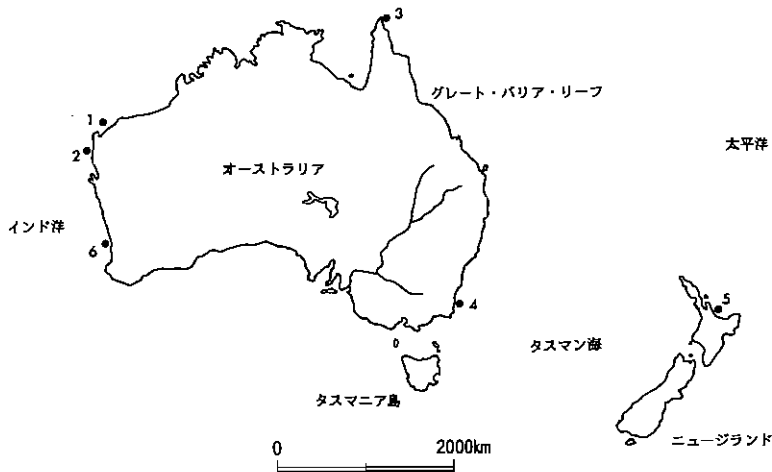 3
グレート・バリア・リーフ
1
太平洋
2
オーストラリア
インド洋
6
4
5
タスマン海
タスマニア島
ニュージランド
0
2000km